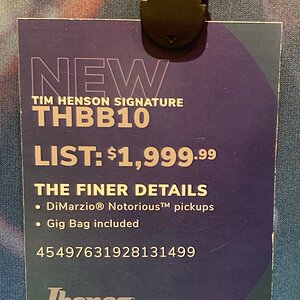 NEW
TIM HENSON SIGNATURE
THBB10
LIST: $1,999.99
THE FINER DETAILS
• DiMarzio® Notorious™ pickups
• Gig Bag included
45497631928131499
Ibanez